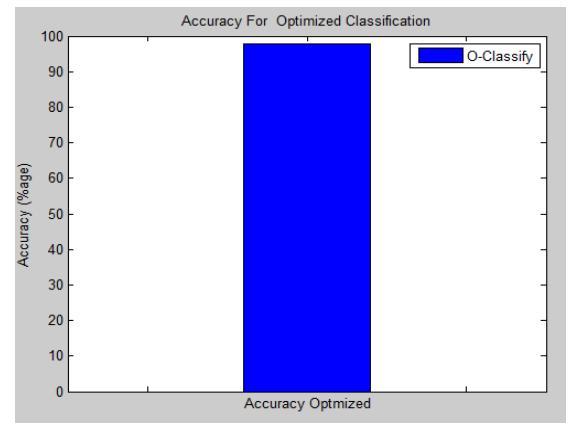 Accuracy For Optimized Classification
100
90
80
70
60
50
40
30
20
10
0
Accuracy (%age)
O-Classify
Accuracy Optmized